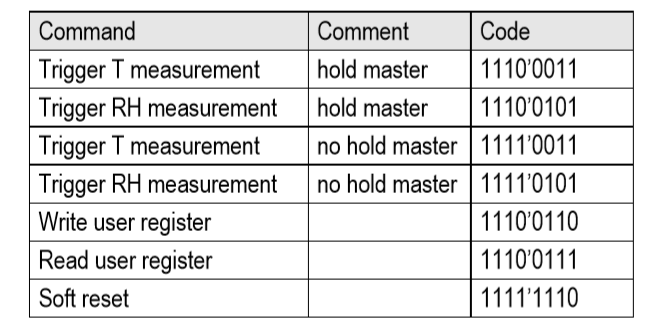 Command Comment Code
Trigger T measurement hold master 1110’0011
Trigger RH measurement hold master 1110’0101
Trigger T measurement no hold master 1111’0011
Trigger RH measurement no hold master 1111’0101
Write user register 1110’0110
Read user register 1110’0111
Soft reset 1111’1110